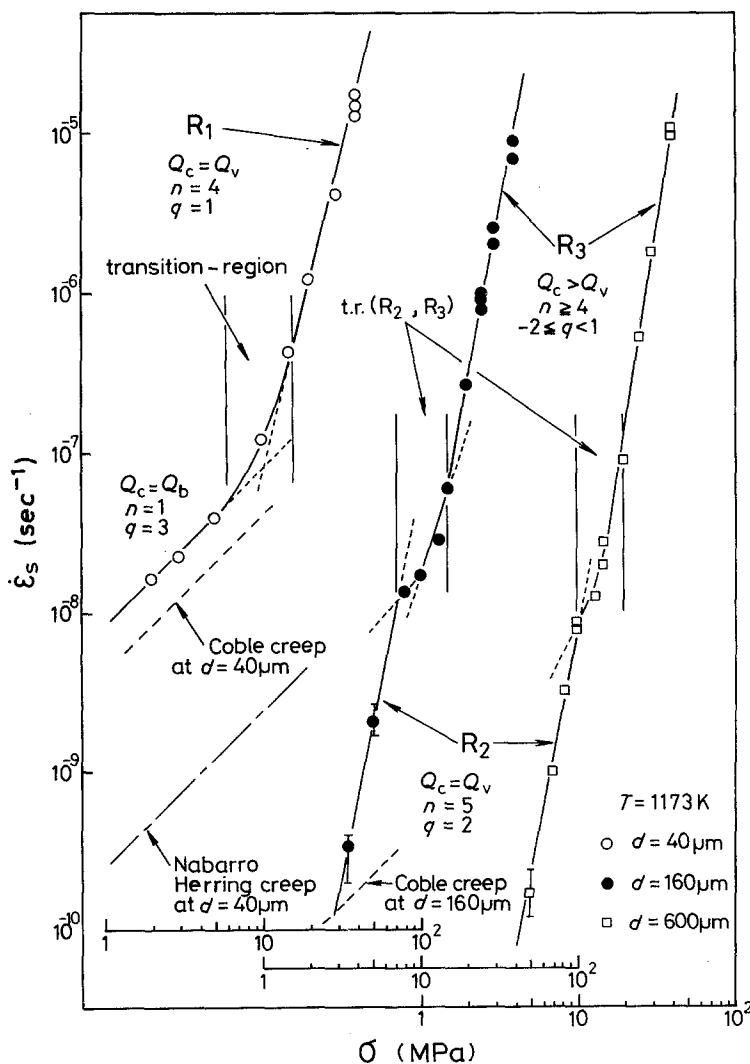 10⁻⁵
10⁻⁶
10⁻⁷
10⁻⁸
10⁻⁹
10⁻¹⁰
ε̇s (sec⁻¹)
R₁
Qc = Qv
n = 4
q = 1
transition-region
Qc = Qb
n = 1
q = 3
Coble creep
at d = 40μm
Nabarro
Herring creep
at d = 40μm
R₃
Qc > Qv
n ≧ 4
-2 ≦ q < 1
t.r. (R₂, R₃)
R₂
Qc = Qv
n = 5
q = 2
Coble creep
at d = 160μm
T = 1173 K
○ d = 40μm
● d = 160μm
□ d = 600μm
1 10 10²
1 10 10²
1 10 10²
σ (MPa)